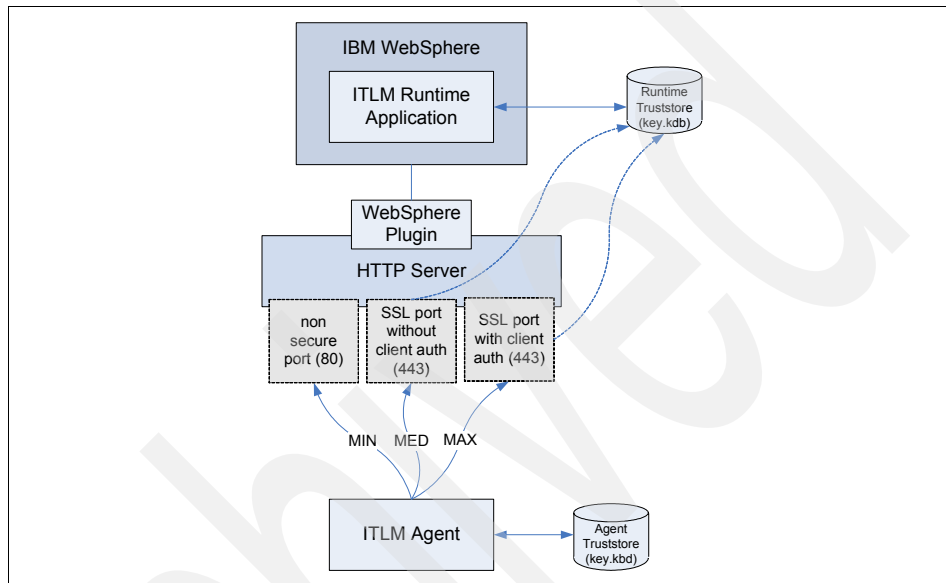 IBM WebSphere
ITLM Runtime
Application
Runtime
Truststore
(key.kdb)
WebSphere
Plugin
HTTP Server
non
secure
port (80)
SSL port
without
client auth
(443)
SSL port
with client
auth (443)
MIN
MED
MAX
ITLM Agent
Agent
Truststore
(key.kbd)